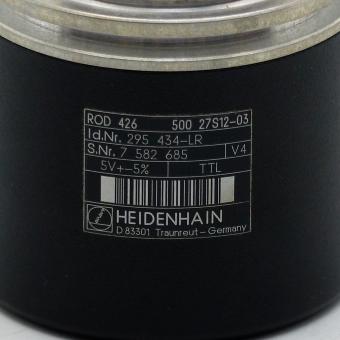 ROD 426 500 27S12-03
Id.Nr. 295 434-LR
S.Nr. 7 582 685 V4
5V+-5% TTL
HEIDENHAIN
D 83301 Traunreut - Germany